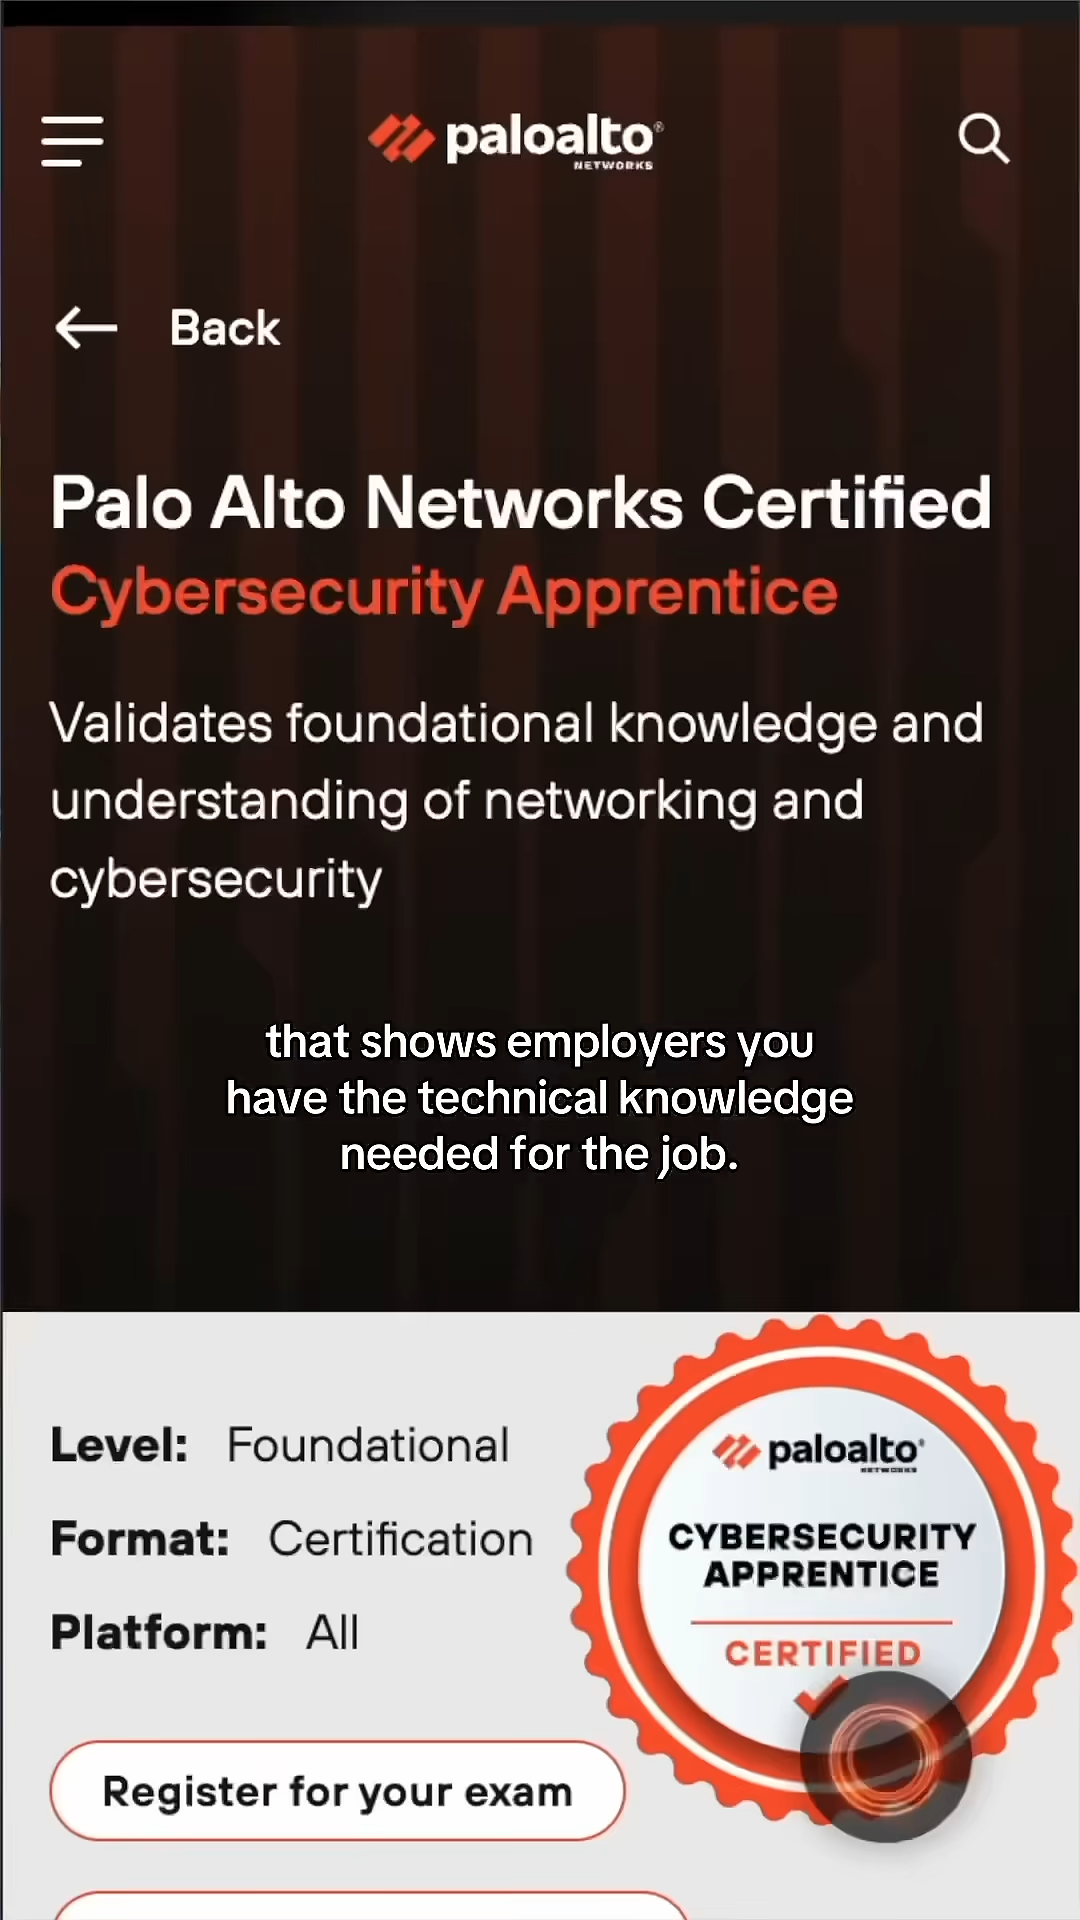 paloalto®
NETWORKS
Back
Palo Alto Networks Certified
Cybersecurity Apprentice
Validates foundational knowledge and
understanding of networking and
cybersecurity
that shows employers you
have the technical knowledge
needed for the job.
Level: Foundational
Format: Certification
Platform: All
paloalto
NETWORKS
CYBERSECURITY
APPRENTICE
CERTIFIED
Register for your exam